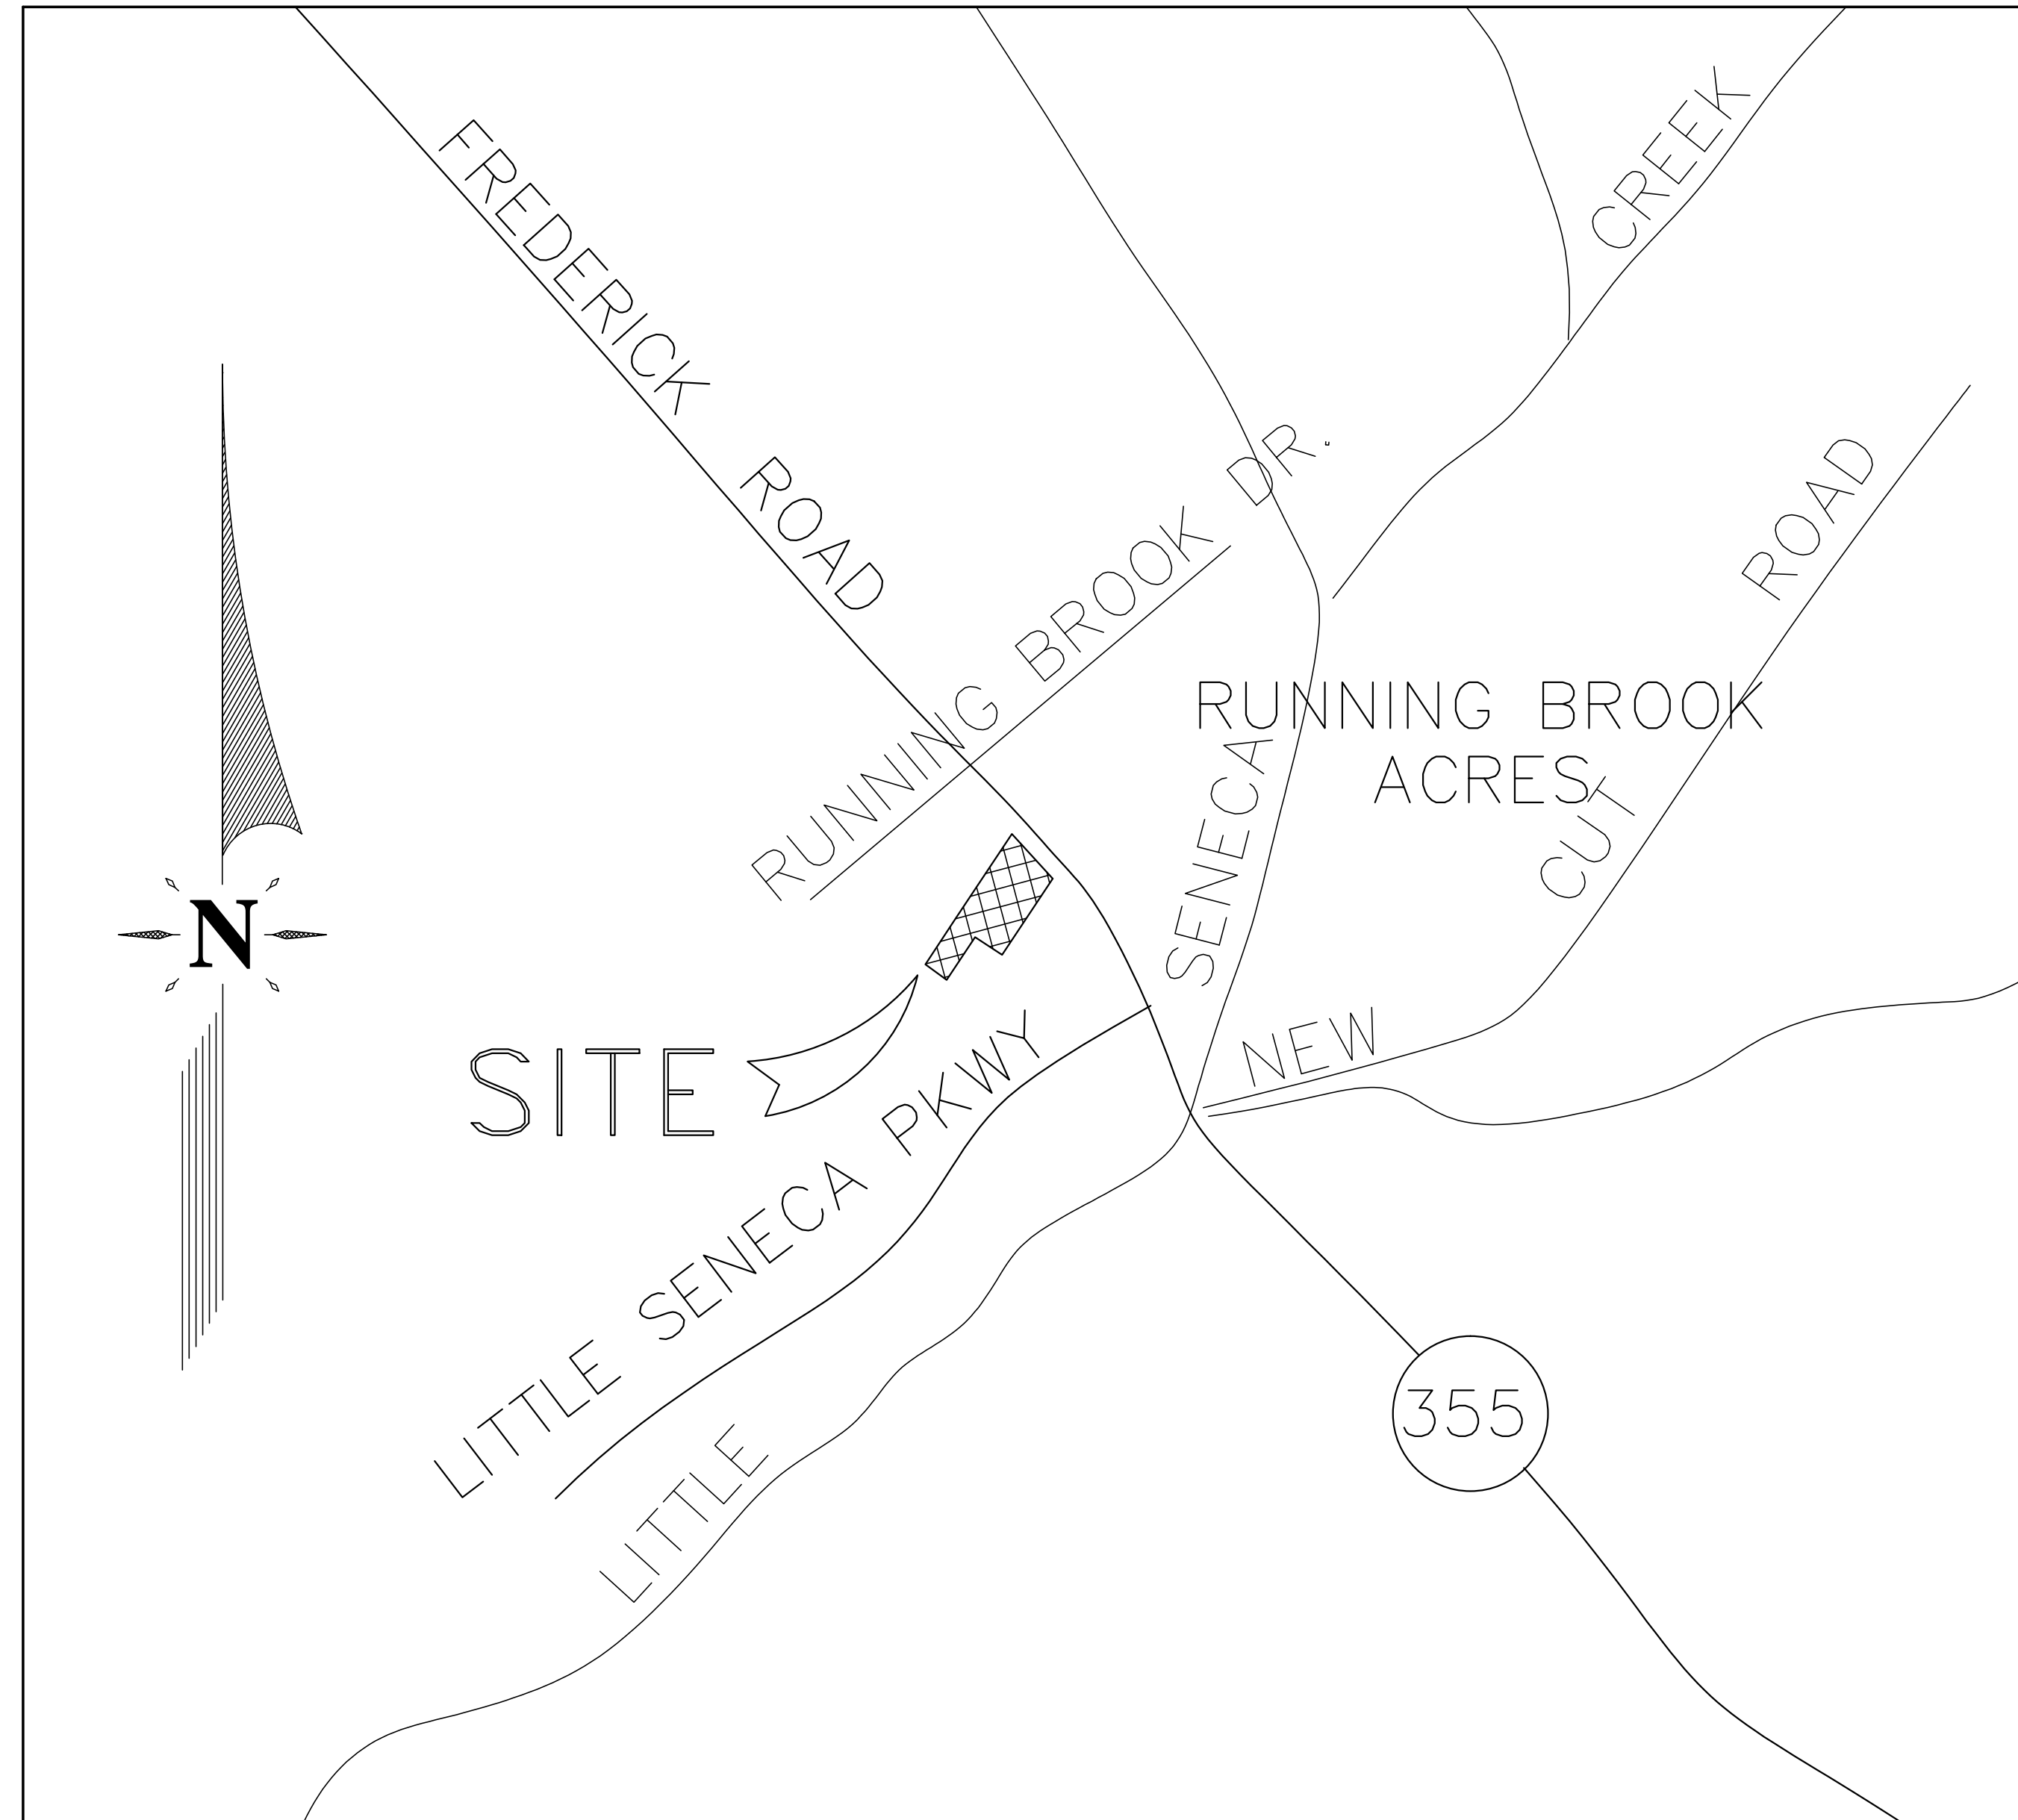 FREDERICK ROAD
CREEK
RUNNING BROOK DR.
RUNNING BROOK
ACRES
SENECA
NEW CUT ROAD
N
SITE
LITTLE SENECA PKWY
LITTLE
355